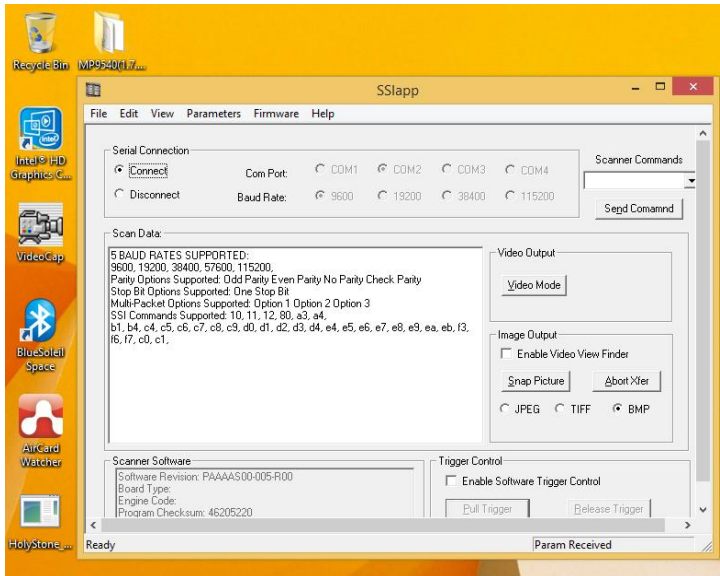 Recycle Bin
MP9540(1.7....
Intel® HD
Graphics C...
VideoCap
BlueSoleil
Space
AirCard
Watcher
HolyStone_...
SSIapp
File Edit View Parameters Firmware Help
Serial Connection
Connect
Com Port:
COM1 COM2 COM3 COM4
Disconnect
Baud Rate:
9600 19200 38400 115200
Scanner Commands
Send Comamnd
Scan Data:
5 BAUD RATES SUPPORTED:
9600, 19200, 38400, 57600, 115200,
Parity Options Supported: Odd Parity Even Parity No Parity Check Parity
Stop Bit Options Supported: One Stop Bit
Multi-Packet Options Supported: Option 1 Option 2 Option 3
SSI Commands Supported: 10, 11, 12, 80, a3, a4,
b1, b4, c4, c5, c6, c7, c8, c9, d0, d1, d2, d3, d4, e4, e5, e6, e7, e8, e9, ea, eb, f3,
f6, f7, c0, c1,
Video Output
Video Mode
Image Output
Enable Video View Finder
Snap Picture
Abort Xfer
JPEG TIFF BMP
Scanner Software
Software Revision: PAAAAS00-005-R00
Board Type:
Engine Code:
Program Checksum: 46205220
Trigger Control
Enable Software Trigger Control
Pull Trigger
Release Trigger
Ready
Param Received